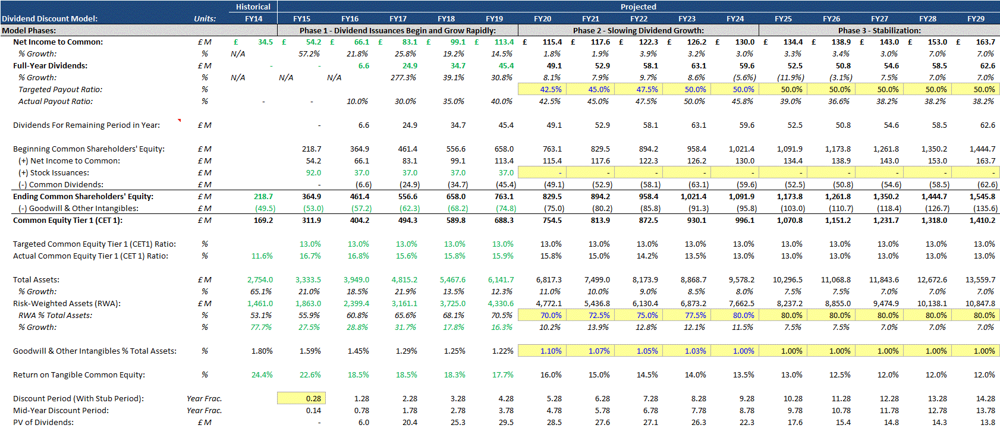 Historical Projected
Dividend Discount Model: Units: FY14 FY15 FY16 FY17 FY18 FY19 FY20 FY21 FY22 FY23 FY24 FY25 FY26 FY27 FY28 FY29
Model Phases: Phase 1 - Dividend Issuances Begin and Grow Rapidly: Phase 2 - Slowing Dividend Growth: Phase 3 - Stabilization:
Net Income to Common: £ M £ 34.5 £ 54.2 £ 66.1 £ 83.1 £ 99.1 £ 113.4 £ 115.4 £ 117.6 £ 122.3 £ 126.2 £ 130.0 £ 134.4 £ 138.9 £ 143.0 £ 153.0 £ 163.7
% Growth: % N/A 57.2% 21.8% 25.8% 19.2% 14.5% 1.8% 1.9% 3.9% 3.2% 3.0% 3.3% 3.4% 3.0% 7.0% 7.0%
Full-Year Dividends: £ M - - 6.6 24.9 34.7 45.4 49.1 52.9 58.1 63.1 59.6 52.5 50.8 54.6 58.5 62.6
% Growth: % N/A N/A N/A 277.3% 39.1% 30.8% 8.1% 7.9% 9.7% 8.6% (5.6%) (11.9%) (3.1%) 7.5% 7.0% 7.0%
Targeted Payout Ratio: % 42.5% 45.0% 47.5% 50.0% 50.0% 50.0% 50.0% 50.0% 50.0% 50.0%
Actual Payout Ratio: % - - 10.0% 30.0% 35.0% 40.0% 42.5% 45.0% 47.5% 50.0% 45.8% 39.0% 36.6% 38.2% 38.2% 38.2%
Dividends For Remaining Period in Year: £ M - 6.6 24.9 34.7 45.4 49.1 52.9 58.1 63.1 59.6 52.5 50.8 54.6 58.5 62.6
Beginning Common Shareholders' Equity: £ M 218.7 364.9 461.4 556.6 658.0 763.1 829.5 894.2 958.4 1,021.4 1,091.9 1,173.8 1,261.8 1,350.2 1,444.7
(+) Net Income to Common: £ M 54.2 66.1 83.1 99.1 113.4 115.4 117.6 122.3 126.2 130.0 134.4 138.9 143.0 153.0 163.7
(+) Stock Issuances: £ M 92.0 37.0 37.0 37.0 37.0 - - - - - - - - - -
(-) Common Dividends: £ M - (6.6) (24.9) (34.7) (45.4) (49.1) (52.9) (58.1) (63.1) (59.6) (52.5) (50.8) (54.6) (58.5) (62.6)
Ending Common Shareholders' Equity: £ M 218.7 364.9 461.4 556.6 658.0 763.1 829.5 894.2 958.4 1,021.4 1,091.9 1,173.8 1,261.8 1,350.2 1,444.7 1,545.8
(-) Goodwill & Other Intangibles: £ M (49.5) (53.0) (57.2) (62.3) (68.2) (74.8) (75.0) (80.2) (85.8) (91.3) (95.8) (103.0) (110.7) (118.4) (126.7) (135.6)
Common Equity Tier 1 (CET 1): £ M 169.2 311.9 404.2 494.3 589.8 688.3 754.5 813.9 872.5 930.1 996.1 1,070.8 1,151.2 1,231.7 1,318.0 1,410.2
Targeted Common Equity Tier 1 (CET1) Ratio: % 13.0% 13.0% 13.0% 13.0% 13.0% 13.0% 13.0% 13.0% 13.0% 13.0% 13.0% 13.0% 13.0% 13.0% 13.0%
Actual Common Equity Tier 1 (CET 1) Ratio: % 11.6% 16.7% 16.8% 15.6% 15.8% 15.9% 15.8% 15.0% 14.2% 13.5% 13.0% 13.0% 13.0% 13.0% 13.0% 13.0%
Total Assets: £ M 2,754.0 3,333.5 3,949.0 4,815.2 5,467.6 6,141.7 6,817.3 7,499.0 8,173.9 8,868.7 9,578.2 10,296.5 11,068.8 11,843.6 12,672.6 13,559.7
% Growth: % 65.1% 21.0% 18.5% 21.9% 13.5% 12.3% 11.0% 10.0% 9.0% 8.5% 8.0% 7.5% 7.5% 7.0% 7.0% 7.0%
Risk-Weighted Assets (RWA): £ M 1,461.0 1,863.0 2,399.4 3,161.1 3,725.0 4,330.6 4,772.1 5,436.8 6,130.4 6,873.2 7,662.5 8,237.2 8,855.0 9,474.9 10,138.1 10,847.8
RWA % Total Assets: % 53.1% 55.9% 60.8% 65.6% 68.1% 70.5% 70.0% 72.5% 75.0% 77.5% 80.0% 80.0% 80.0% 80.0% 80.0% 80.0%
% Growth: % 77.7% 27.5% 28.8% 31.7% 17.8% 16.3% 10.2% 13.9% 12.8% 12.1% 11.5% 7.5% 7.5% 7.0% 7.0% 7.0%
Goodwill & Other Intangibles % Total Assets: % 1.80% 1.59% 1.45% 1.29% 1.25% 1.22% 1.10% 1.07% 1.05% 1.03% 1.00% 1.00% 1.00% 1.00% 1.00% 1.00%
Return on Tangible Common Equity: % 24.4% 22.6% 18.5% 18.5% 18.3% 17.7% 16.0% 15.0% 14.5% 14.0% 13.5% 13.0% 12.5% 12.0% 12.0% 12.0%
Discount Period (With Stub Period): Year Frac. 0.28 1.28 2.28 3.28 4.28 5.28 6.28 7.28 8.28 9.28 10.28 11.28 12.28 13.28 14.28
Mid-Year Discount Period: Year Frac. 0.14 0.78 1.78 2.78 3.78 4.78 5.78 6.78 7.78 8.78 9.78 10.78 11.78 12.78 13.78
PV of Dividends: £ M - 6.0 20.4 25.3 29.5 28.5 27.6 27.1 26.3 22.3 17.6 15.4 14.8 14.3 13.8